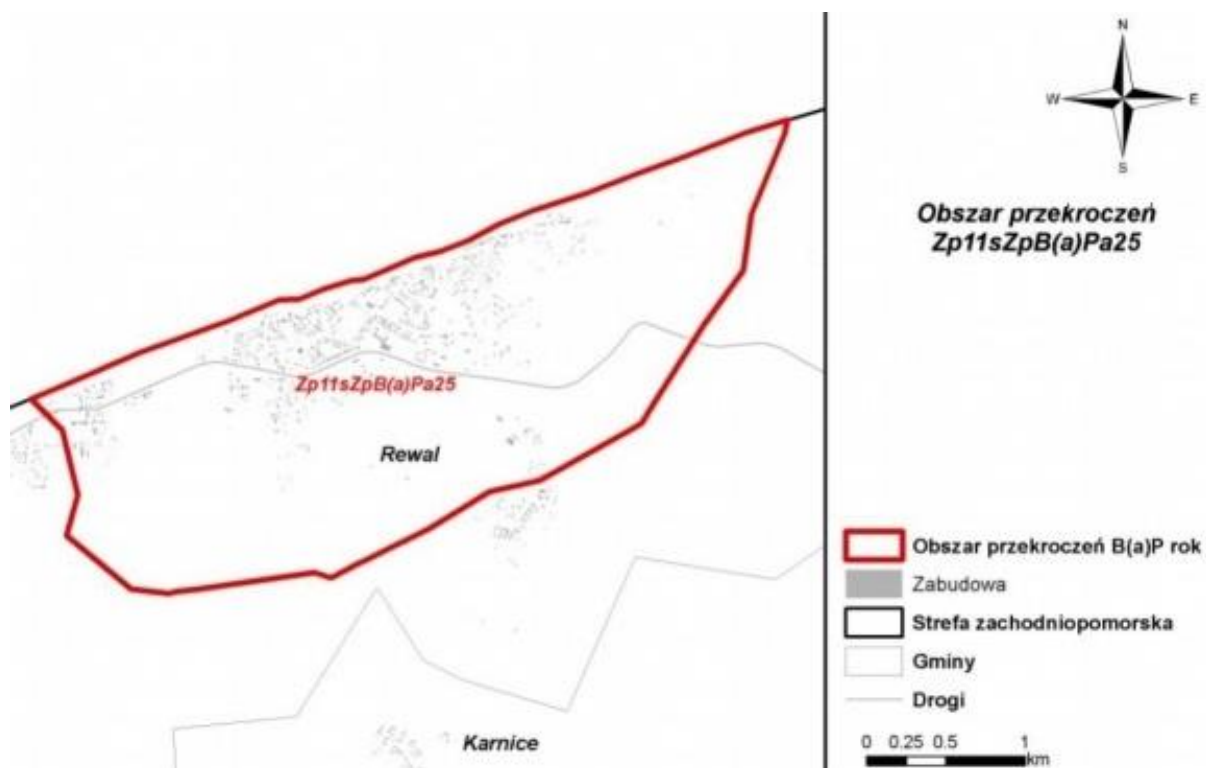 N
W
E
S
Obszar przekroczeń
Zp11sZpB(a)Pa25
Zp11sZpB(a)Pa25
Rewal
Karnice
Obszar przekroczeń B(a)P rok
Zabudowa
Strefa zachodniopomorska
Gminy
Drogi
0 0.25 0.5 1
km